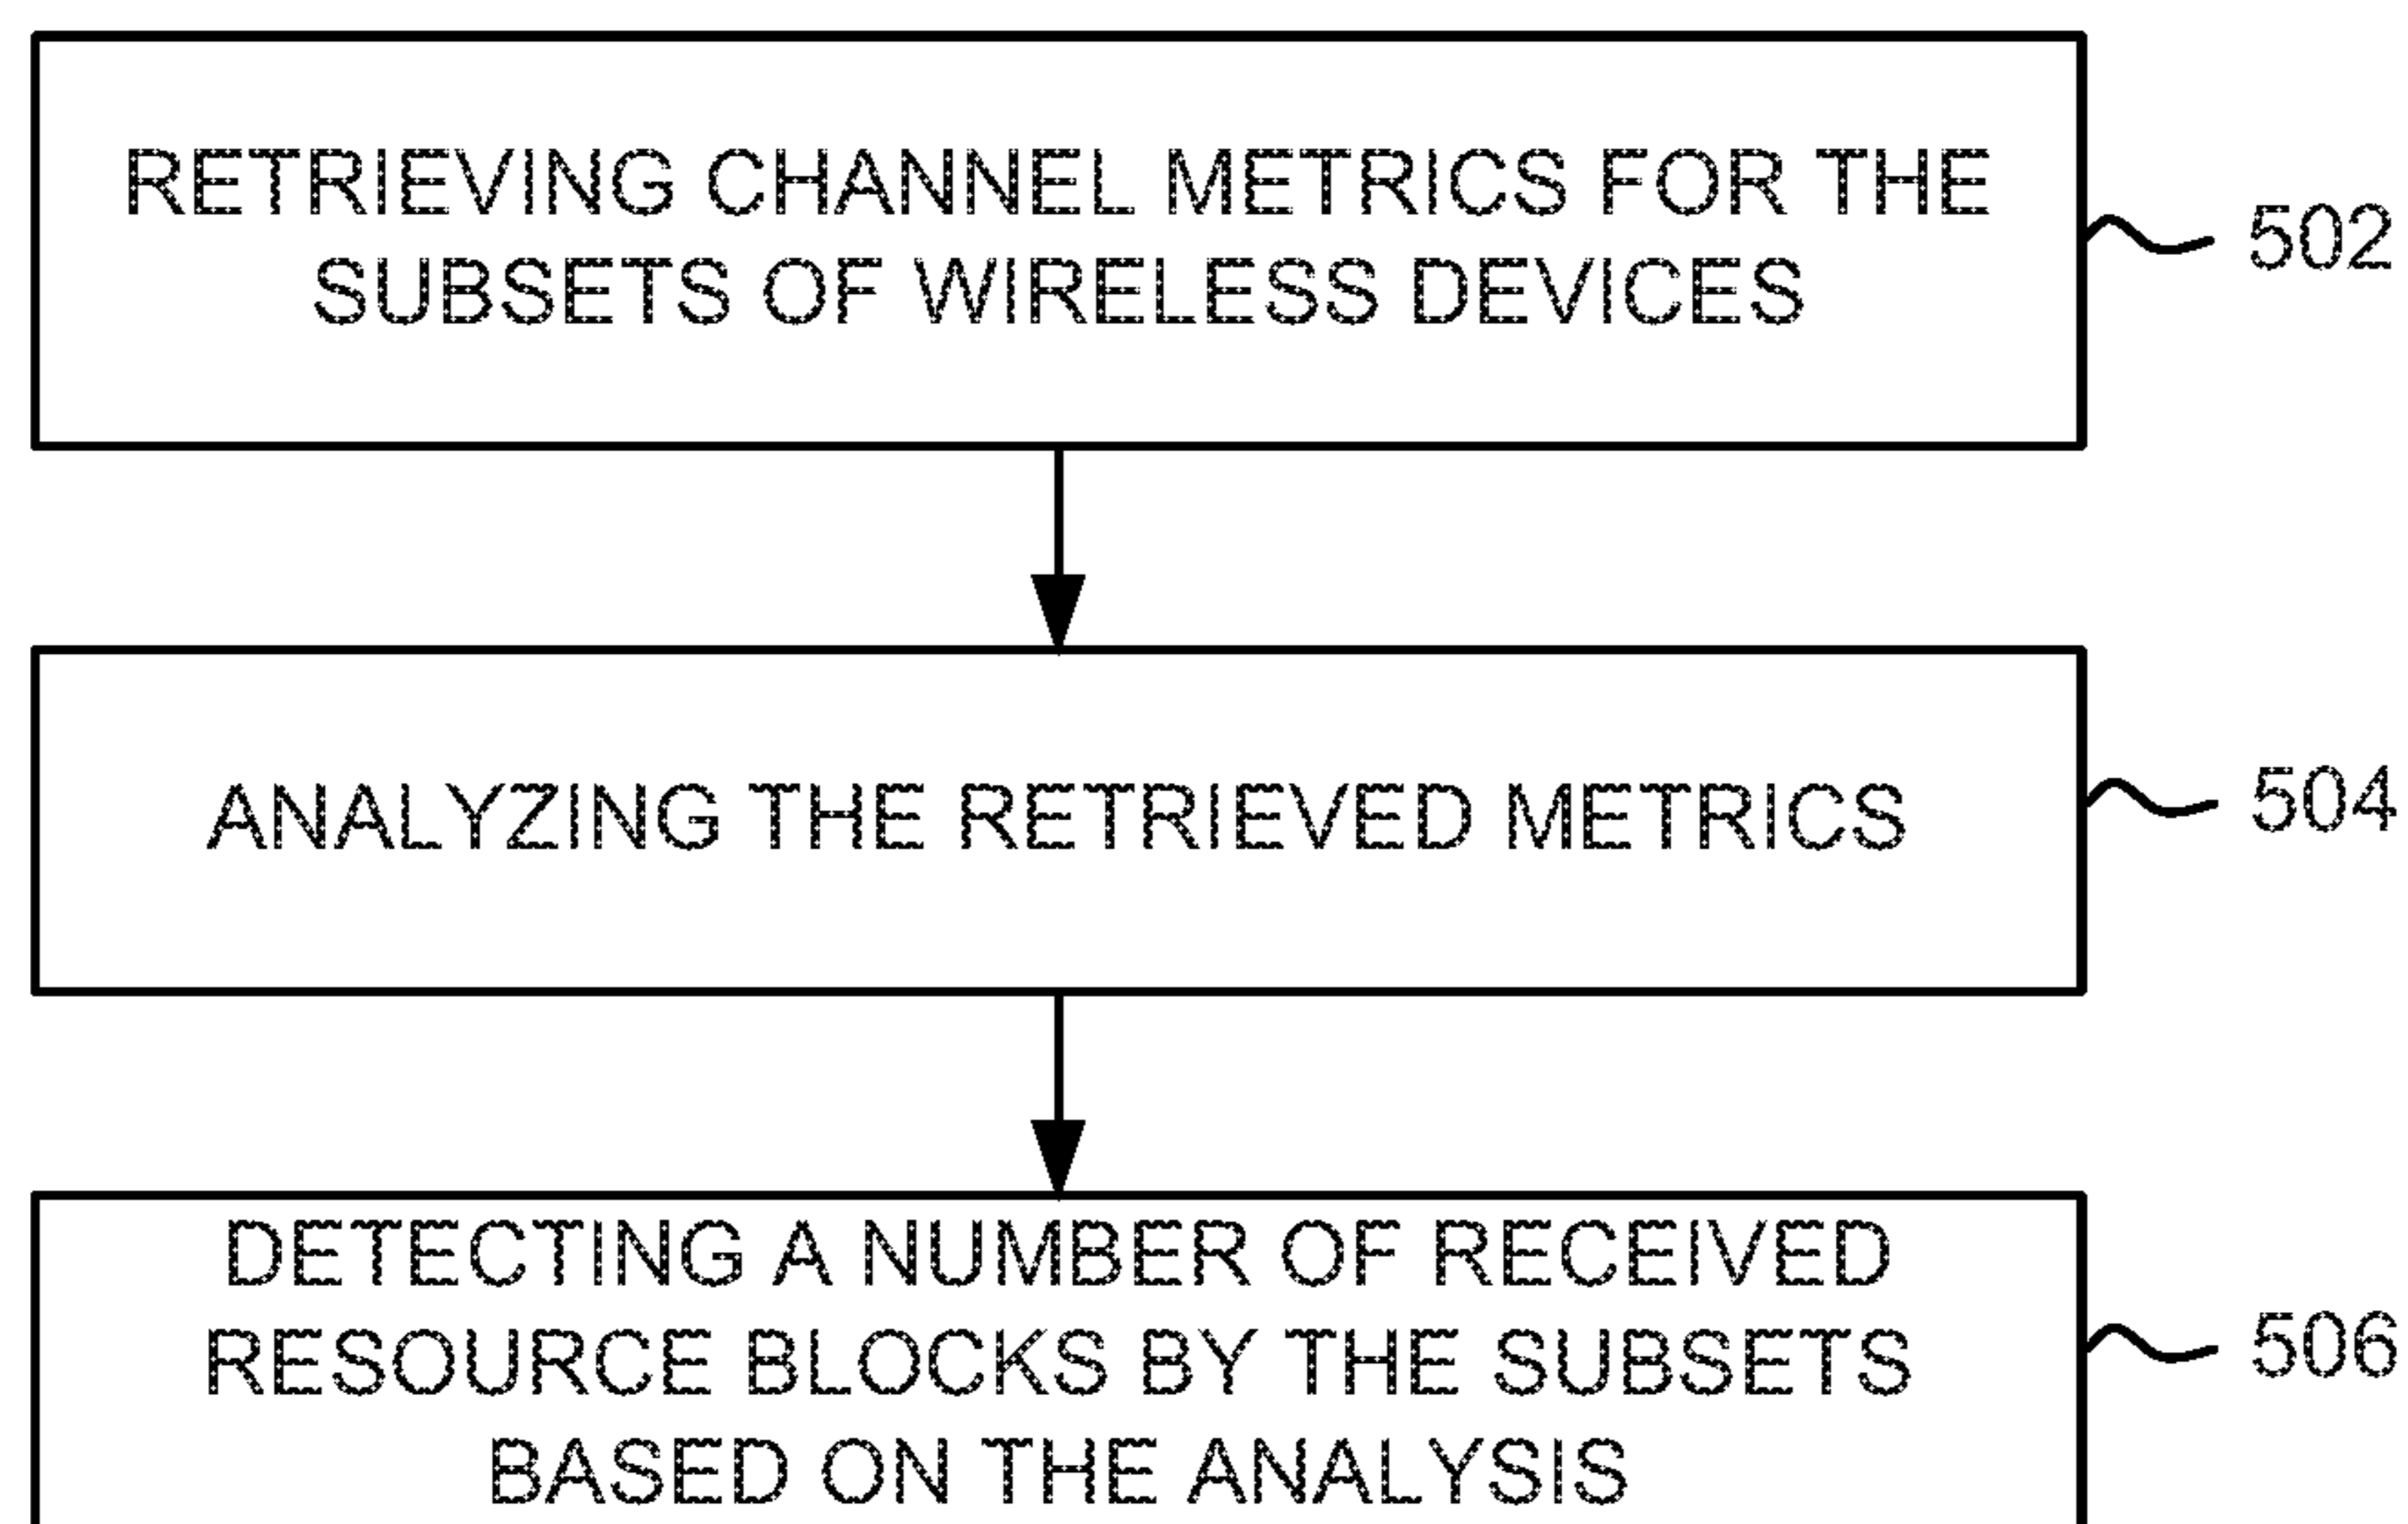 RETRIEVING CHANNEL METRICS FOR THE
SUBSETS OF WIRELESS DEVICES
502
ANALYZING THE RETRIEVED METRICS
504
DETECTING A NUMBER OF RECEIVED
RESOURCE BLOCKS BY THE SUBSETS
BASED ON THE ANALYSIS
506